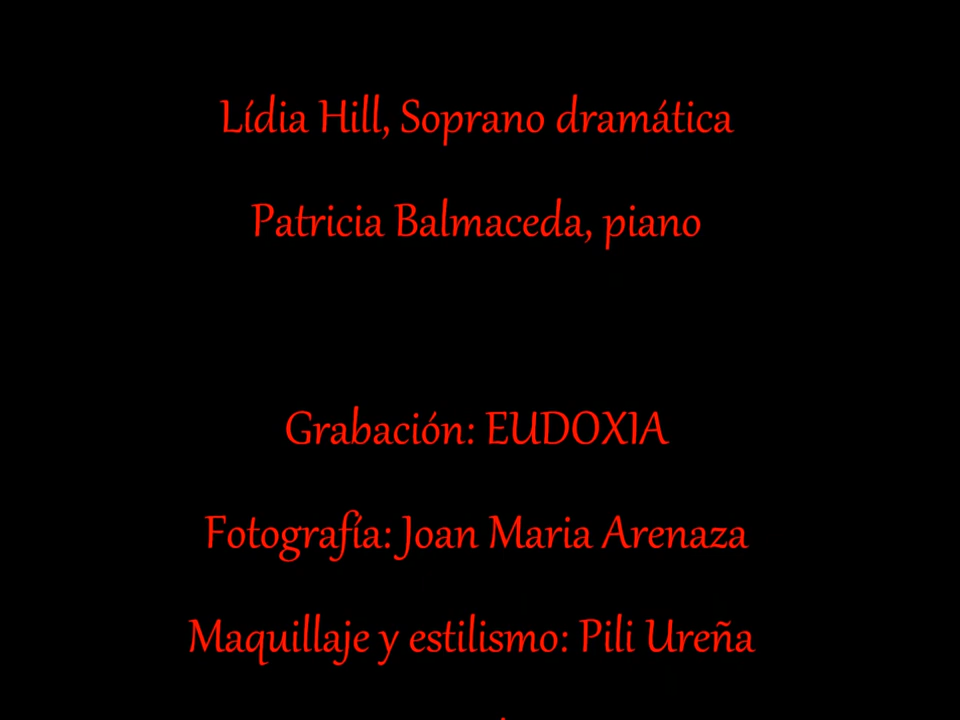 Lídia Hill, Soprano dramática
Patricia Balmaceda, piano
Grabación: EUDOXIA
Fotografía: Joan Maria Arenaza
Maquillaje y estilismo: Pili Ureña